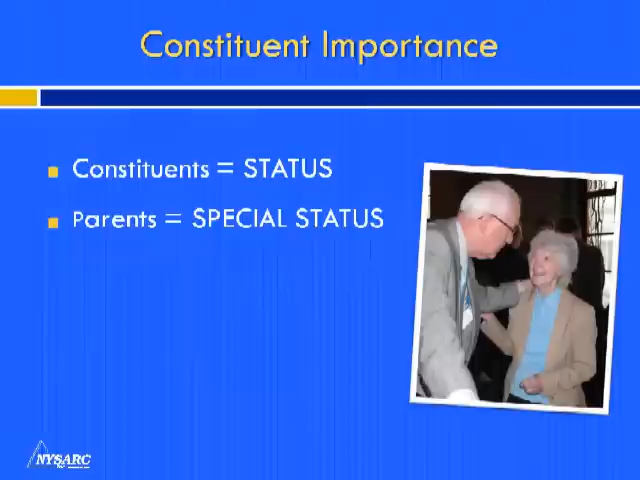 Constituent Importance
Constituents = STATUS
Parents = SPECIAL STATUS
NYSARC